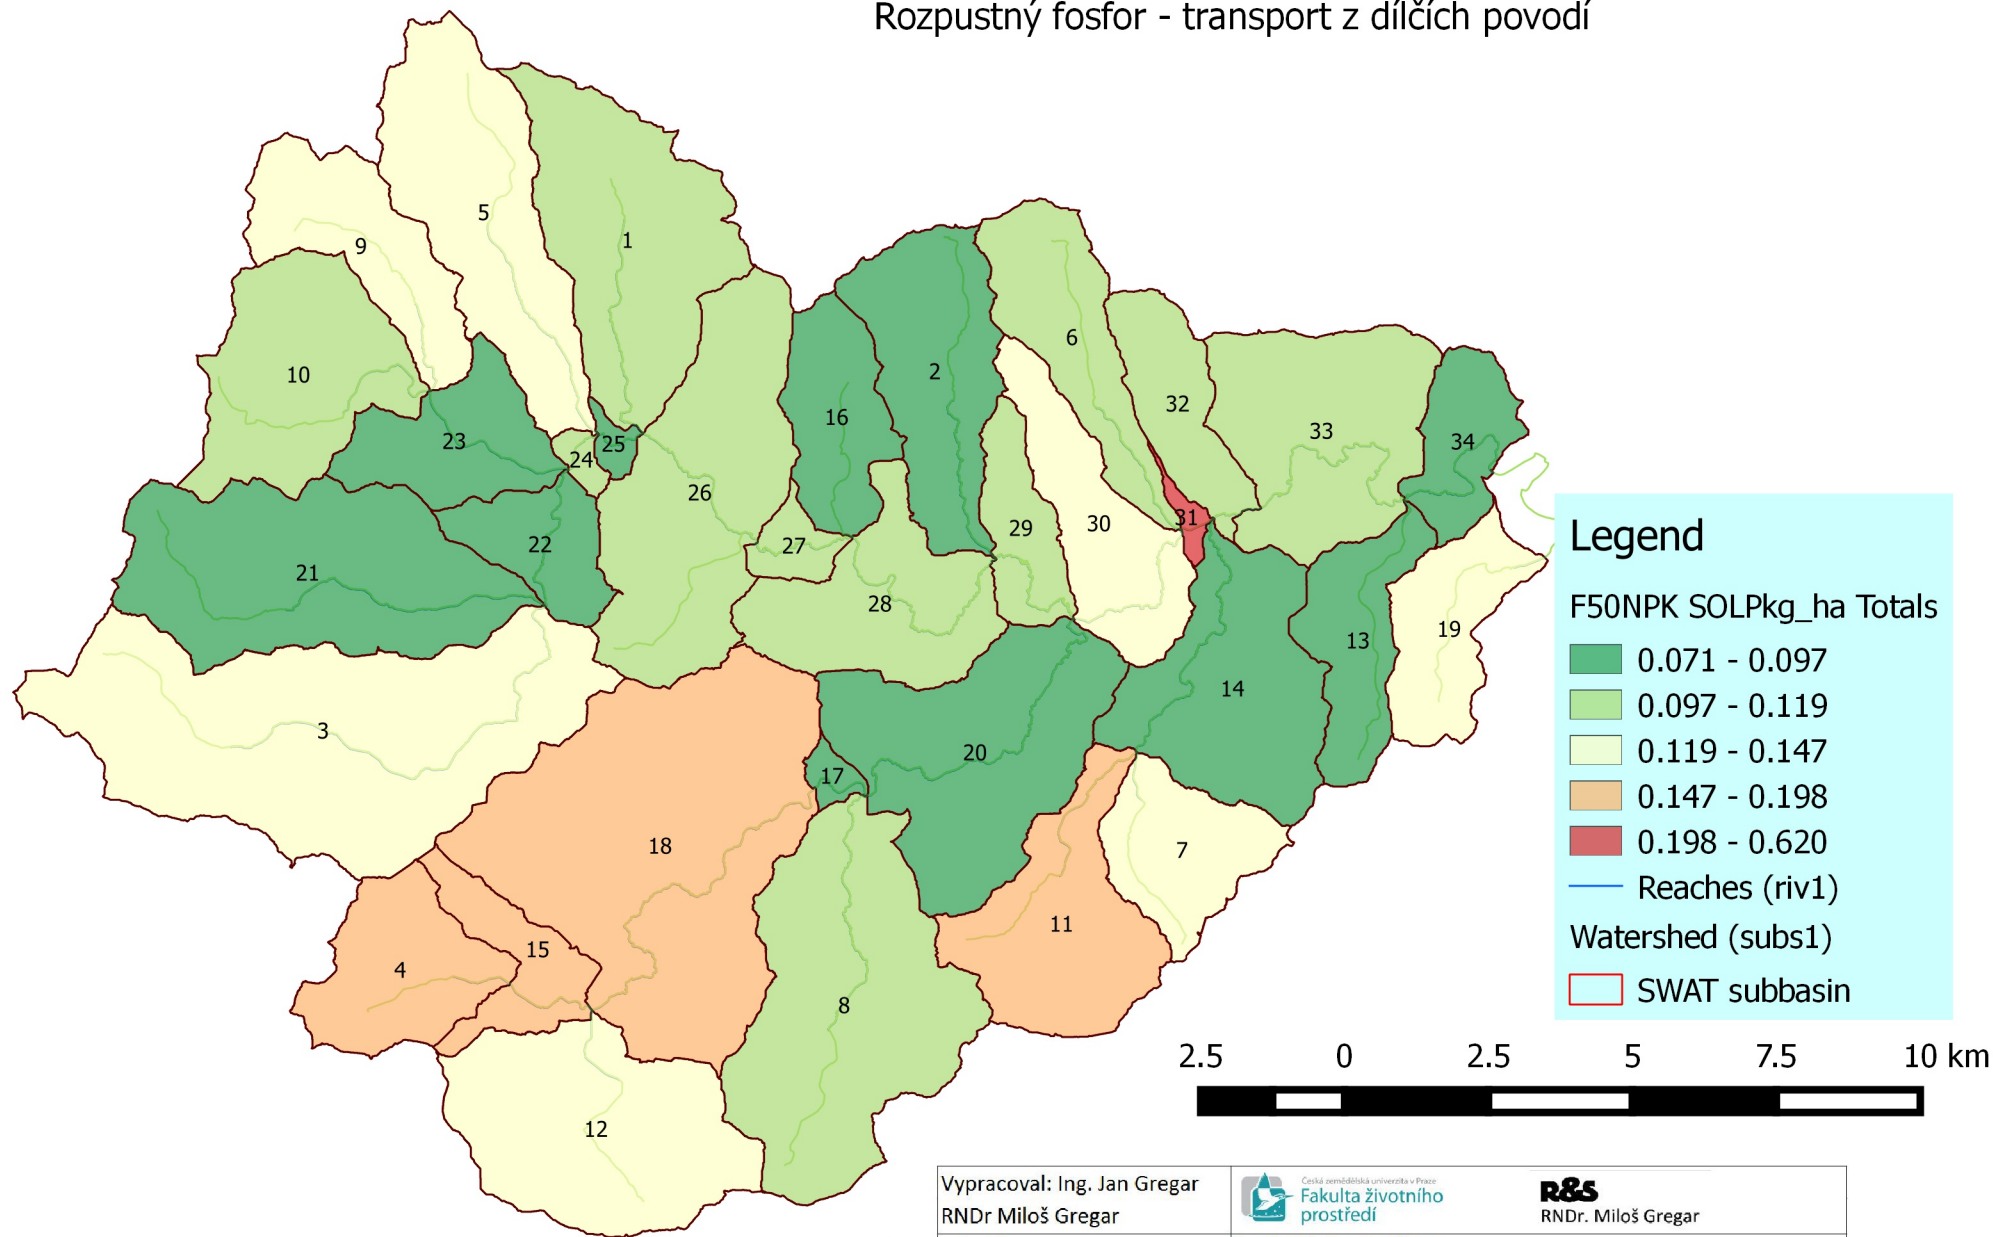 Rozpustný fosfor - transport z dílčích povodí
5
1
9
10
6
2
16
32
33
34
23
25
24
26
29
30
31
22
27
21
28
13
19
14
3
20
17
18
7
11
15
4
8
12
Legend
F50NPK SOLPkg_ha Totals
0.071 - 0.097
0.097 - 0.119
0.119 - 0.147
0.147 - 0.198
0.198 - 0.620
Reaches (riv1)
Watershed (subs1)
SWAT subbasin
2.5 0 2.5 5 7.5 10 km
Vypracoval: Ing. Jan Gregar
RNDr Miloš Gregar
Česká zemědělská univerzita v Praze
Fakulta životního
prostředí
R&S
RNDr. Miloš Gregar